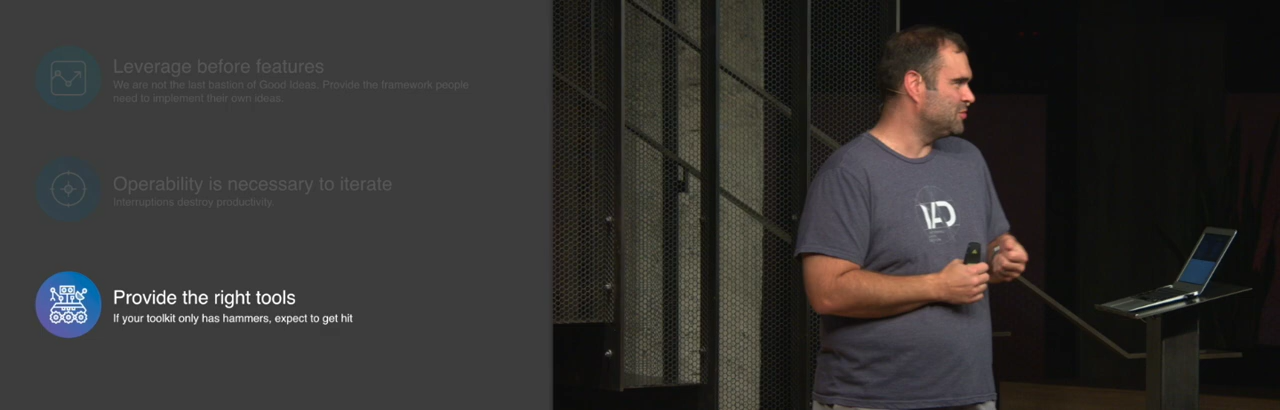 Leverage before features
We are not the last bastion of Good Ideas. Provide the framework people
need to implement their own ideas.
Operability is necessary to iterate
Interruptions destroy productivity.
Provide the right tools
If your toolkit only has hammers, expect to get hit